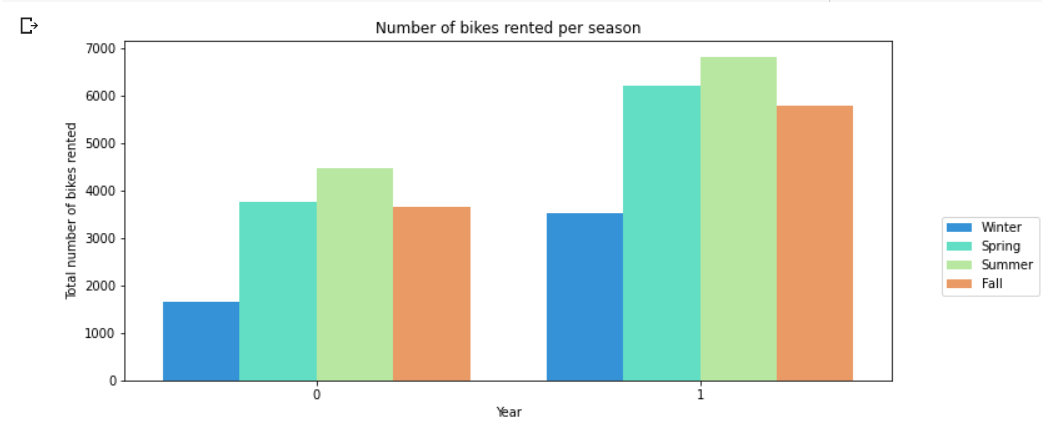 Number of bikes rented per season
Total number of bikes rented
7000
6000
5000
4000
3000
2000
1000
0
0
1
Year
Winter
Spring
Summer
Fall